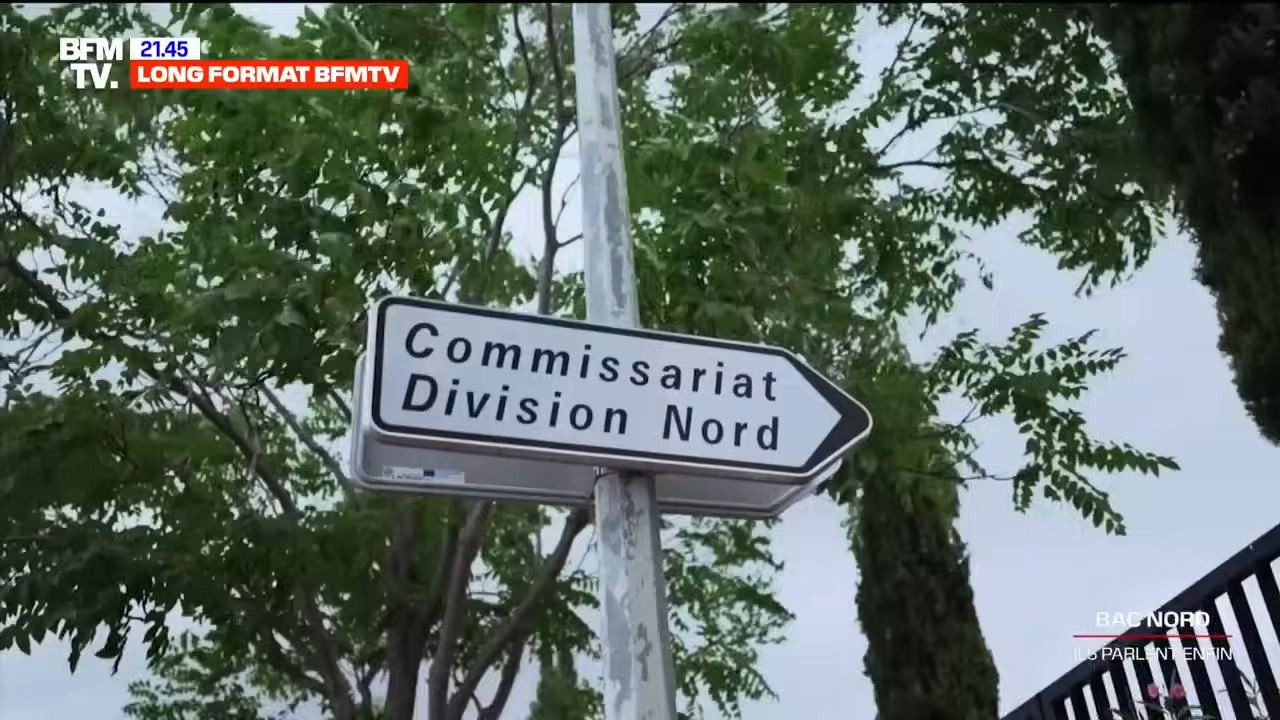 BFM 21.45
TV. LONG FORMAT BFMTV
Commissariat
Division Nord
BAC NORD
ILS PARLENT ENFIN